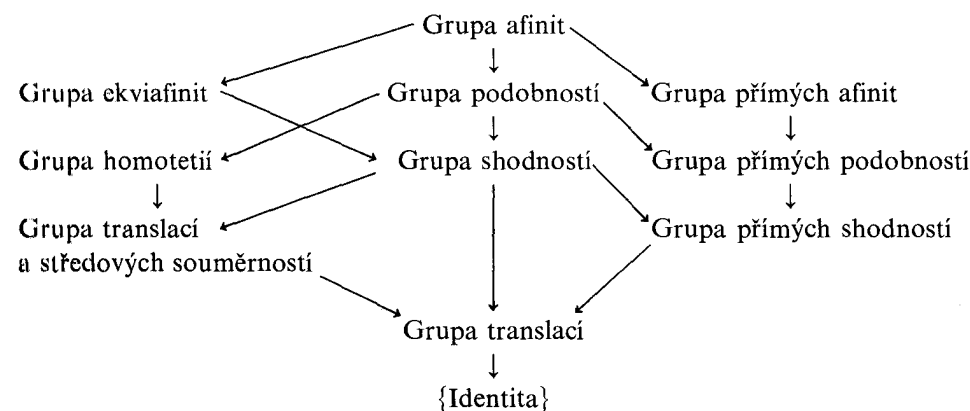 Grupa afinit
Grupa ekviafinit Grupa podobností Grupa přímých afinit
Grupa homotetií Grupa shodností Grupa přímých podobností
Grupa translací Grupa přímých shodností
a středových souměrností
Grupa translací
{Identita}